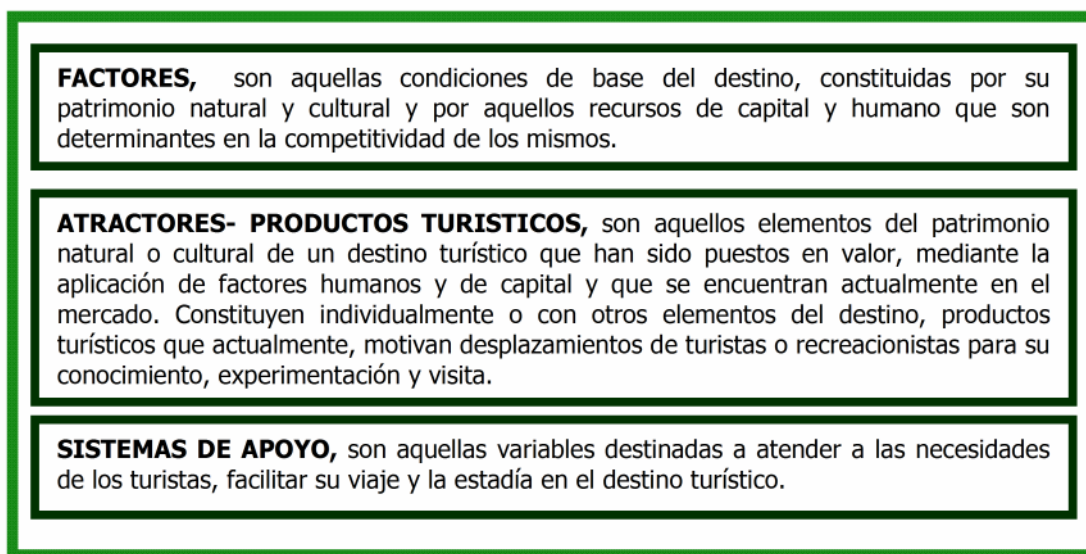 FACTORES, son aquellas condiciones de base del destino, constituidas por su
patrimonio natural y cultural y por aquellos recursos de capital y humano que son
determinantes en la competitividad de los mismos.
ATRACTORES- PRODUCTOS TURISTICOS, son aquellos elementos del patrimonio
natural o cultural de un destino turístico que han sido puestos en valor, mediante la
aplicación de factores humanos y de capital y que se encuentran actualmente en el
mercado. Constituyen individualmente o con otros elementos del destino, productos
turísticos que actualmente, motivan desplazamientos de turistas o recreacionistas para su
conocimiento, experimentación y visita.
SISTEMAS DE APOYO, son aquellas variables destinadas a atender a las necesidades
de los turistas, facilitar su viaje y la estadía en el destino turístico.